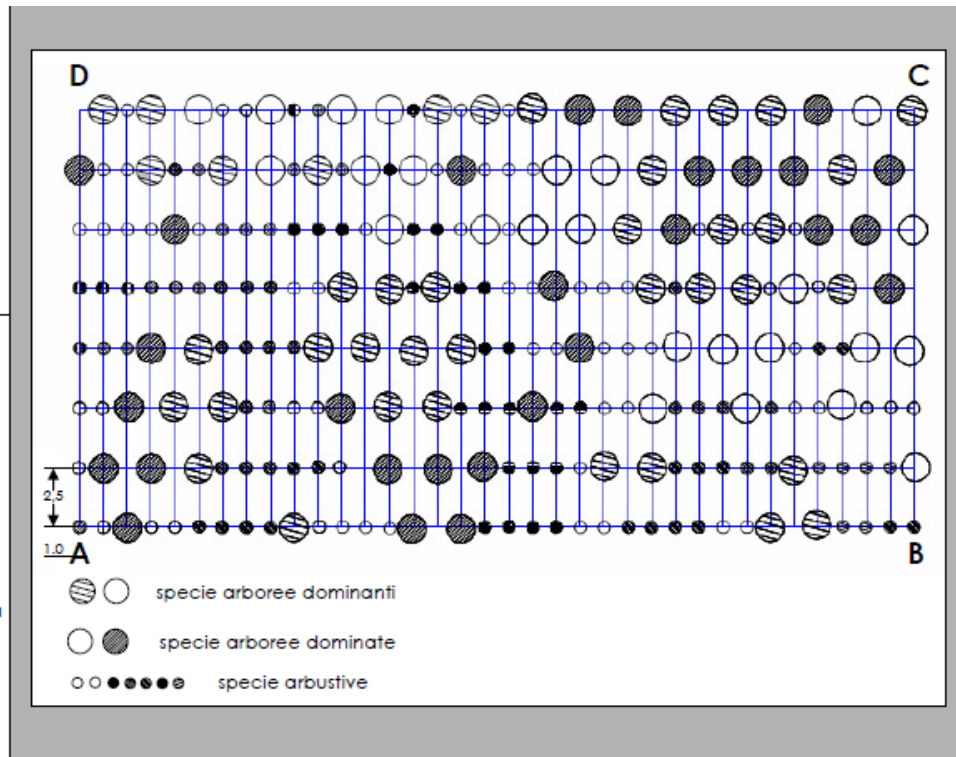 D C
2,5
1.0 A B
specie arboree dominanti
specie arboree dominate
specie arbustive